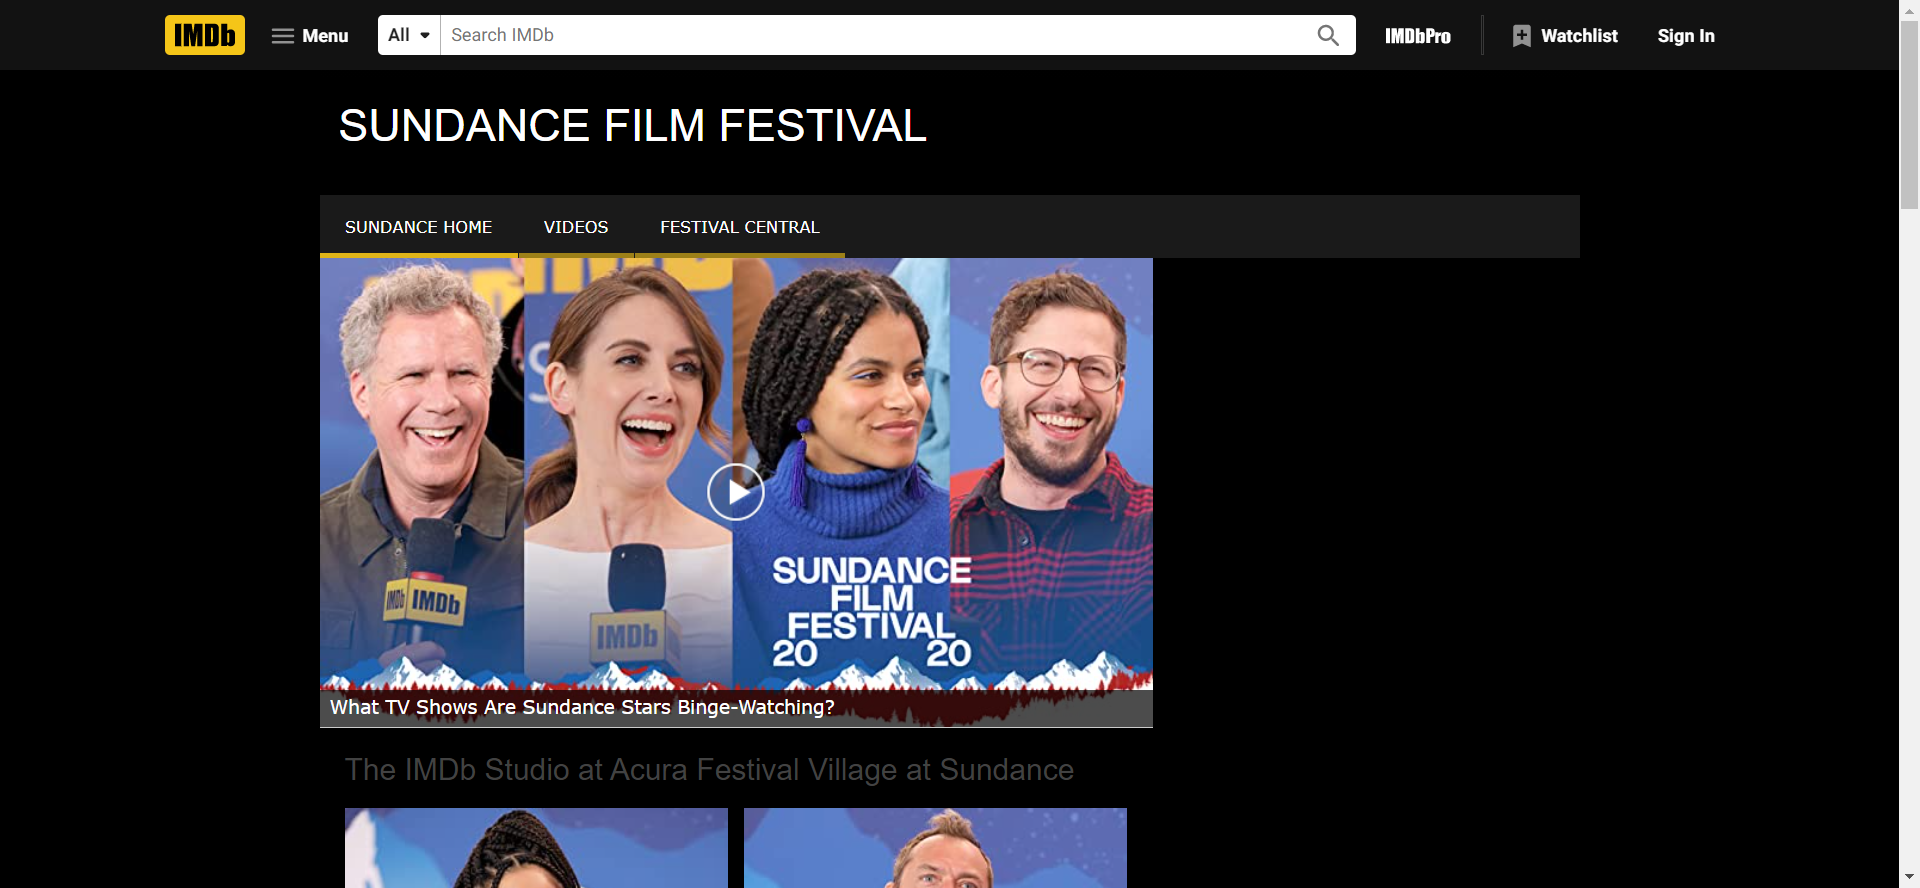 IMDb Menu All Search IMDb IMDbPro Watchlist Sign In
SUNDANCE FILM FESTIVAL
SUNDANCE HOME VIDEOS FESTIVAL CENTRAL
IMDb IMDb
IMDb
SUNDANCE
FILM
FESTIVAL
20 20
What TV Shows Are Sundance Stars Binge-Watching?
The IMDb Studio at Acura Festival Village at Sundance